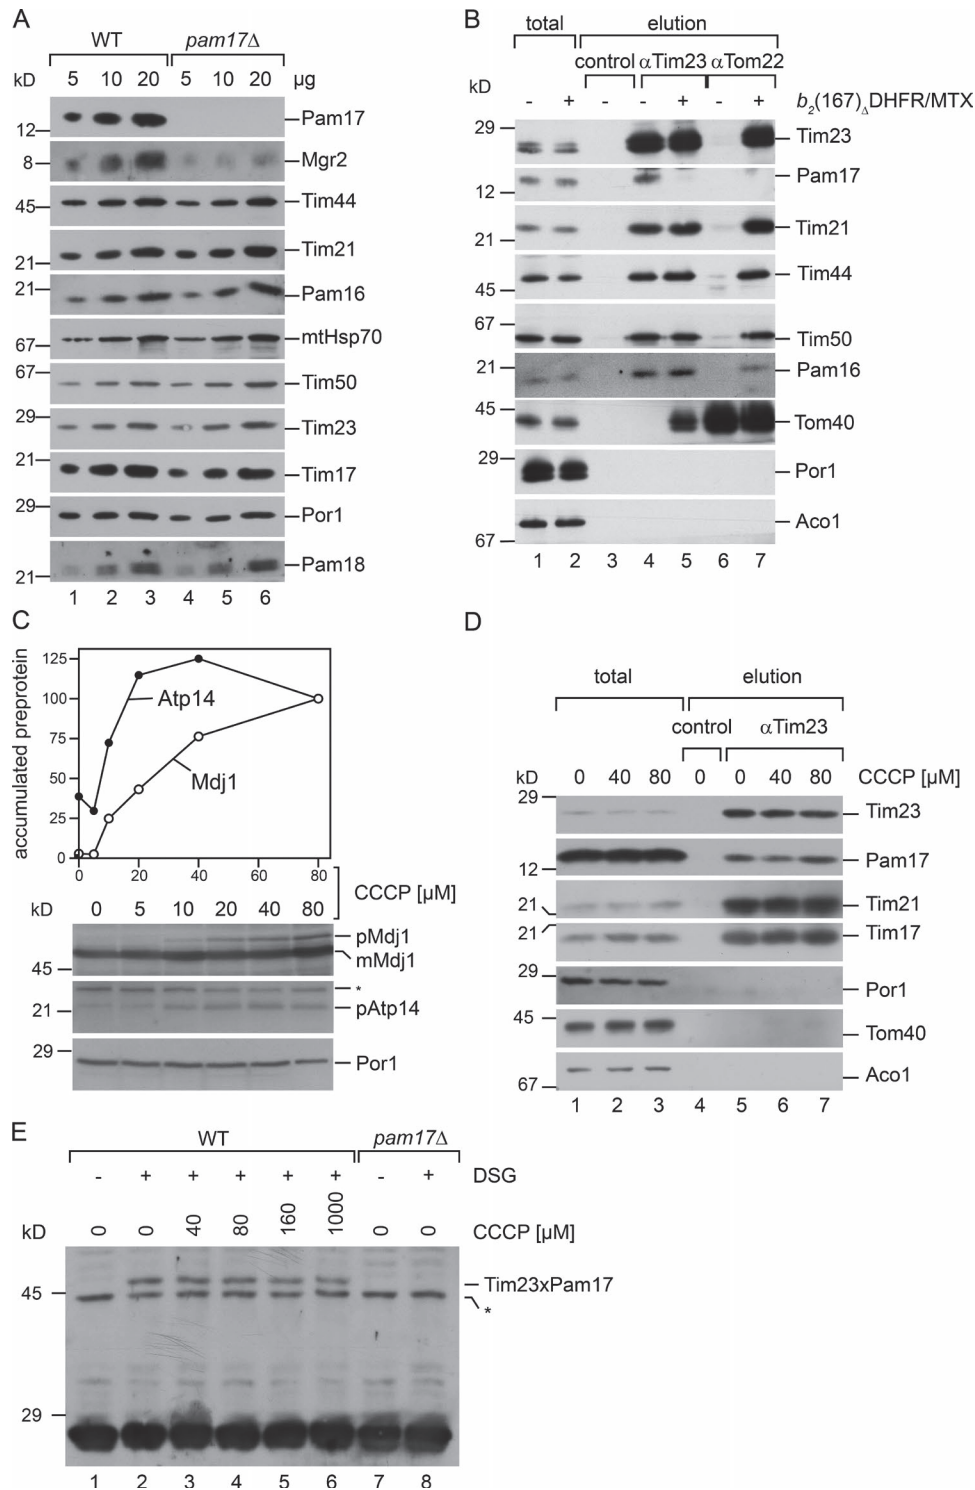 A
WT pam17Δ
kD 5 10 20 5 10 20 µg
12 Pam17
8 Mgr2
45 Tim44
21 Tim21
21 Pam16
67 mtHsp70
67 Tim50
29 Tim23
21 Tim17
29 Por1
21 Pam18
1 2 3 4 5 6
B
total elution
control αTim23 αTom22
kD
- + - - + - + b2(167)ΔDHFR/MTX
29 Tim23
12 Pam17
21 Tim21
45 Tim44
67 Tim50
21 Pam16
45 Tom40
29 Por1
67 Aco1
1 2 3 4 5 6 7
C
accumulated preprotein
125
100
75
50
25
0
Atp14
Mdj1
0 20 40 60 80
CCCP [µM]
kD 0 5 10 20 40 80
pMdj1
mMdj1
45
*
21 pAtp14
29 Por1
D
total elution
control αTim23
kD 0 40 80 0 0 40 80 CCCP [µM]
29 Tim23
12 Pam17
21 Tim21
21 Tim17
29 Por1
45 Tom40
67 Aco1
1 2 3 4 5 6 7
E
WT pam17Δ
- + + + + + - + DSG
kD 0 0 40 80 160 1000 0 0 CCCP [µM]
Tim23xPam17
45
*
29
1 2 3 4 5 6 7 8